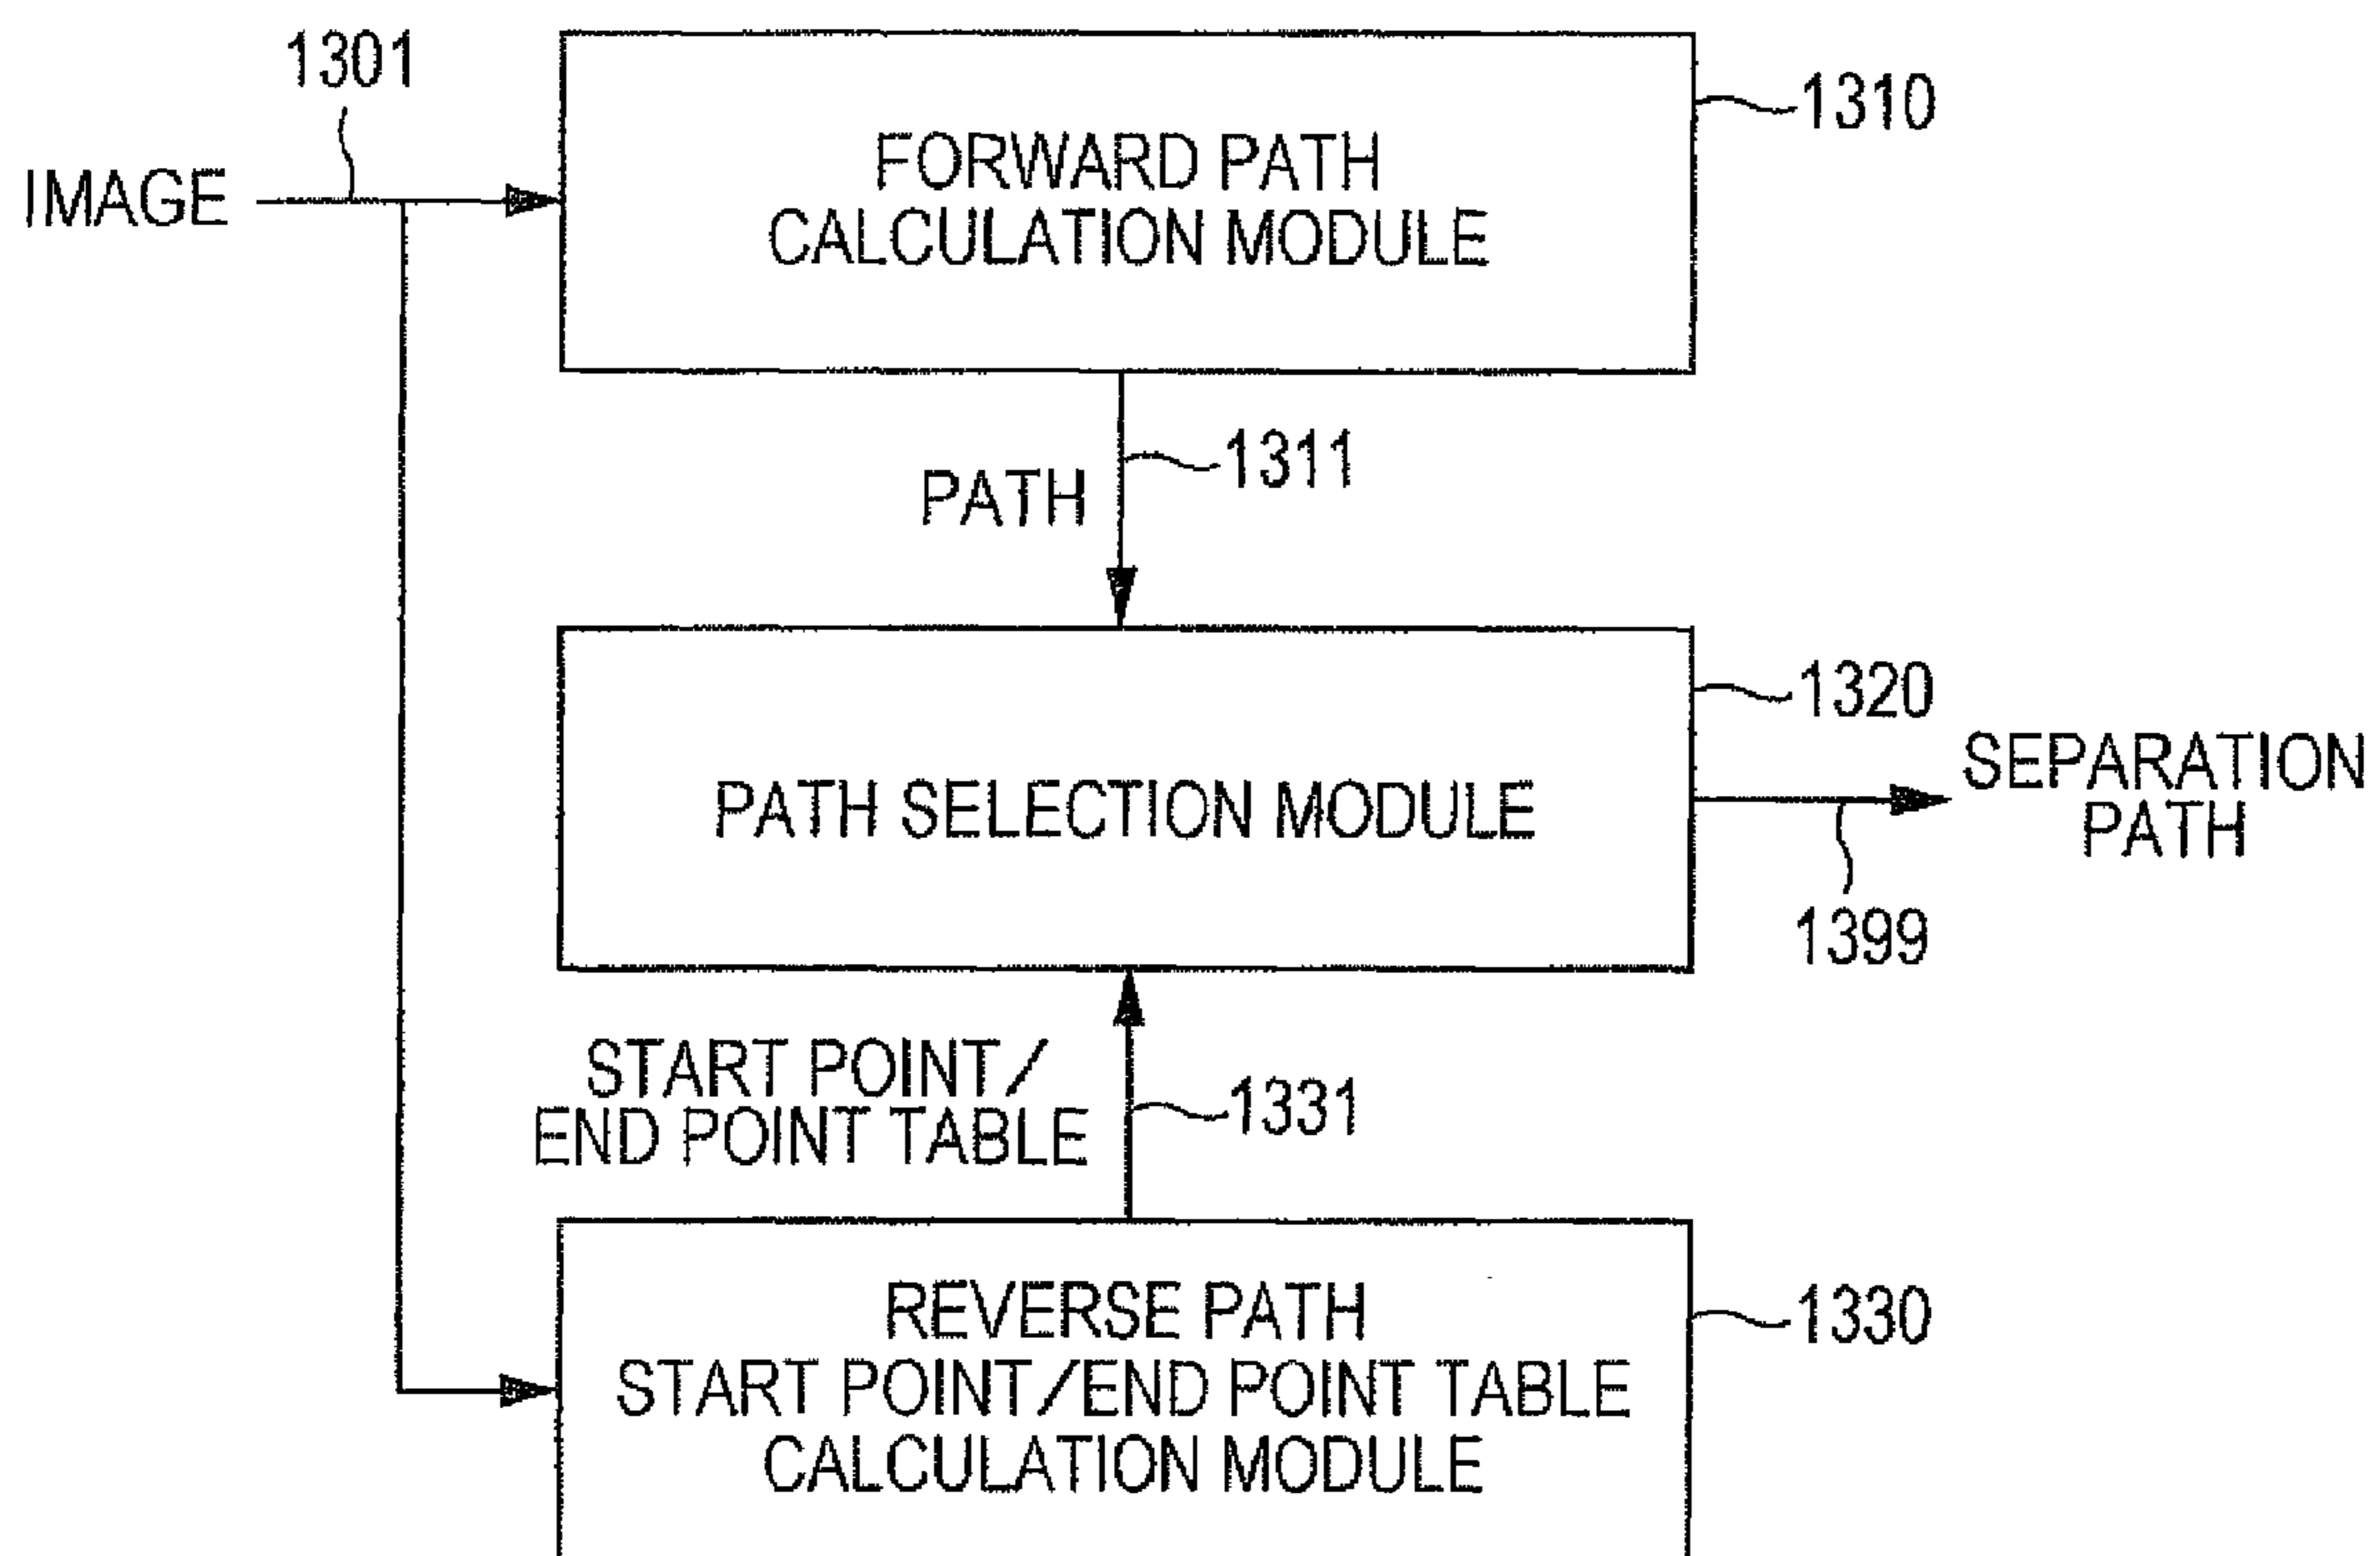 1301
1310
IMAGE
FORWARD PATH
CALCULATION MODULE
1311
PATH
1320
PATH SELECTION MODULE
SEPARATION
PATH
1399
START POINT/
END POINT TABLE
1331
REVERSE PATH
START POINT/END POINT TABLE
CALCULATION MODULE
1330